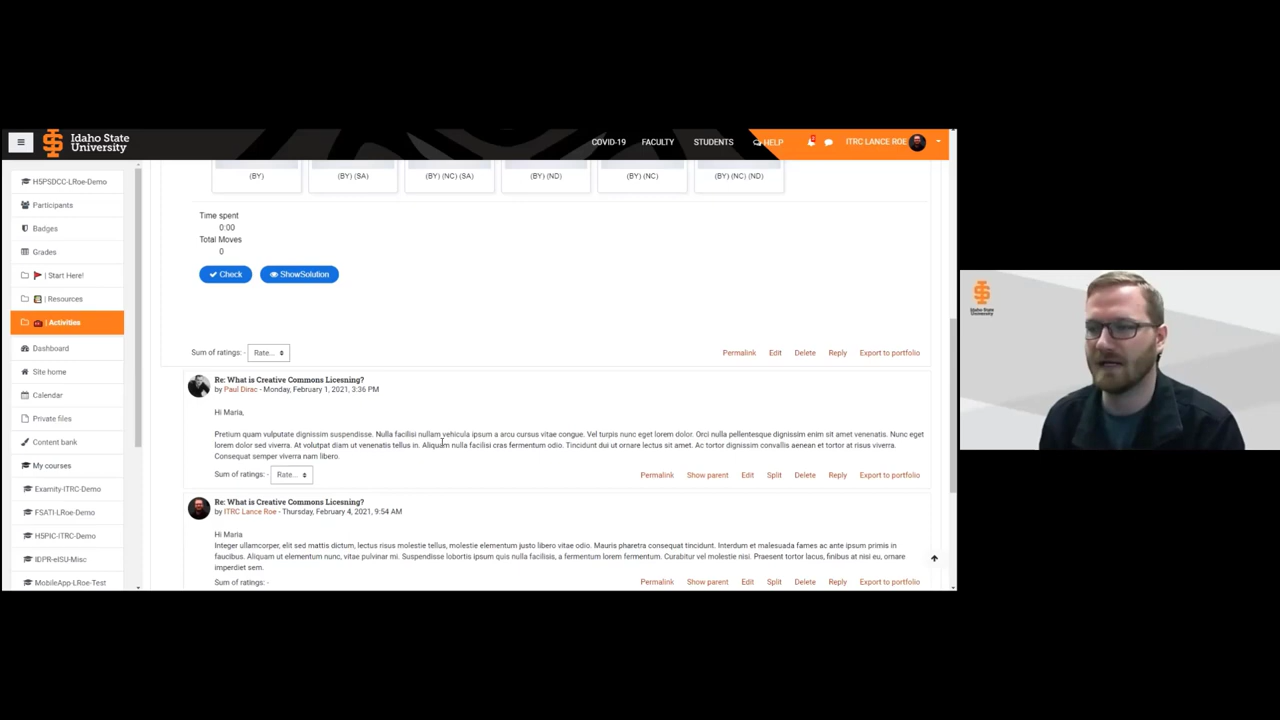 Idaho State
University
COVID-19 FACULTY STUDENTS HELP ITRC LANCE ROE
H5PSDCC-LRoe-Demo
Participants
Badges
Grades
| Start Here!
| Resources
| Activities
Dashboard
Site home
Calendar
Private files
Content bank
My courses
Examity-ITRC-Demo
FSATI-LRoe-Demo
H5PIC-ITRC-Demo
IDPR-eISU-Misc
MobileApp-LRoe-Test
(BY) (BY) (SA) (BY) (NC) (SA) (BY) (ND) (BY) (NC) (BY) (NC) (ND)
Time spent
0:00
Total Moves
0
Check ShowSolution
Sum of ratings: - Rate... Permalink Edit Delete Reply Export to portfolio
Re: What is Creative Commons Licesning?
by Paul Dirac - Monday, February 1, 2021, 3:36 PM
Hi Maria,
Pretium quam vulputate dignissim suspendisse. Nulla facilisi nullam vehicula ipsum a arcu cursus vitae congue. Vel turpis nunc eget lorem dolor. Orci nulla pellentesque dignissim enim sit amet venenatis. Nunc eget
lorem dolor sed viverra. At volutpat diam ut venenatis tellus in. Aliquam nulla facilisi cras fermentum odio. Tincidunt dui ut ornare lectus sit amet. Ac tortor dignissim convallis aenean et tortor at risus viverra.
Consequat semper viverra nam libero.
Sum of ratings: - Rate... Permalink Show parent Edit Split Delete Reply Export to portfolio
Re: What is Creative Commons Licesning?
by ITRC Lance Roe - Thursday, February 4, 2021, 9:54 AM
Hi Maria
Integer ullamcorper, elit sed mattis dictum, lectus risus molestie tellus, molestie elementum justo libero vitae odio. Mauris pharetra consequat tincidunt. Interdum et malesuada fames ac ante ipsum primis in
faucibus. Aliquam ut elementum nunc, vitae pulvinar mi. Suspendisse lobortis ipsum quis nulla facilisis, a fermentum lorem fermentum. Curabitur vel molestie nisi. Praesent tortor lacus, finibus at nisi eu, ornare
imperdiet sem.
Sum of ratings: - Permalink Show parent Edit Split Delete Reply Export to portfolio
Idaho State
University